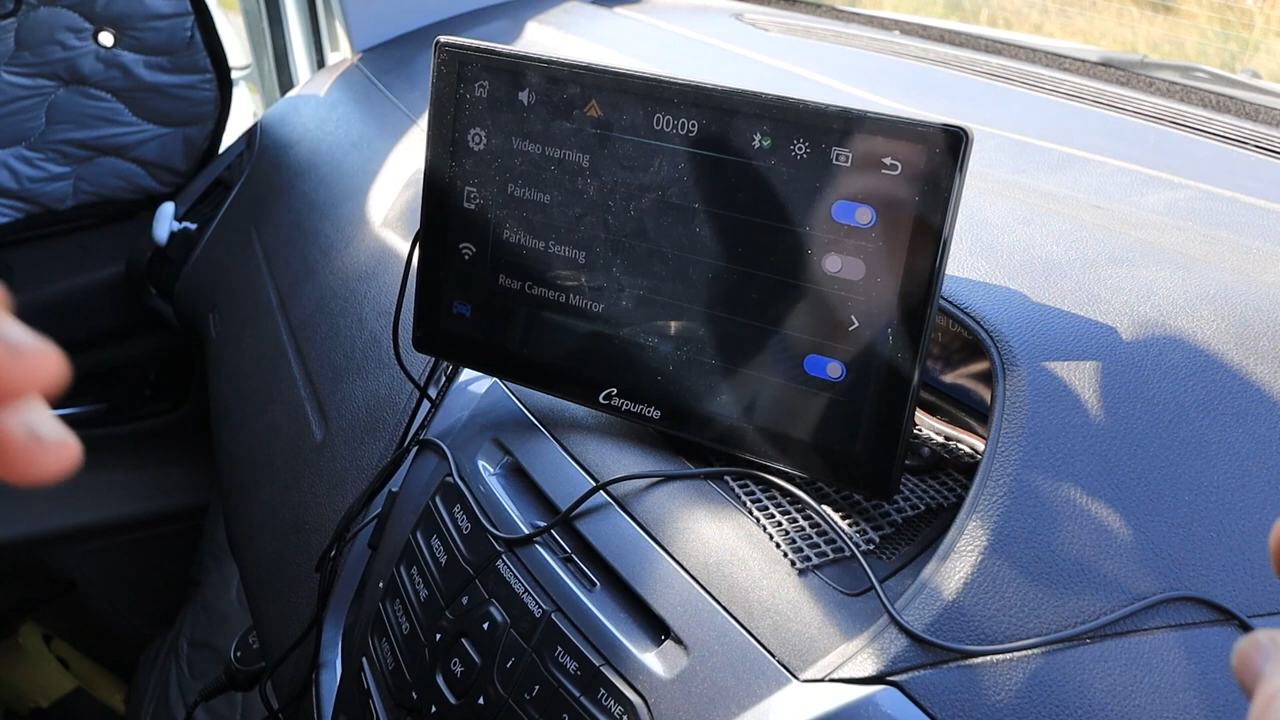 00:09
Video warning
Parkline
Parkline Setting
Rear Camera Mirror
Carpuride
RADIO
MEDIA
PHONE
SOUND
MENU
PASSENGER AIRBAG
OK
i
TUNE-
TUNE+
1